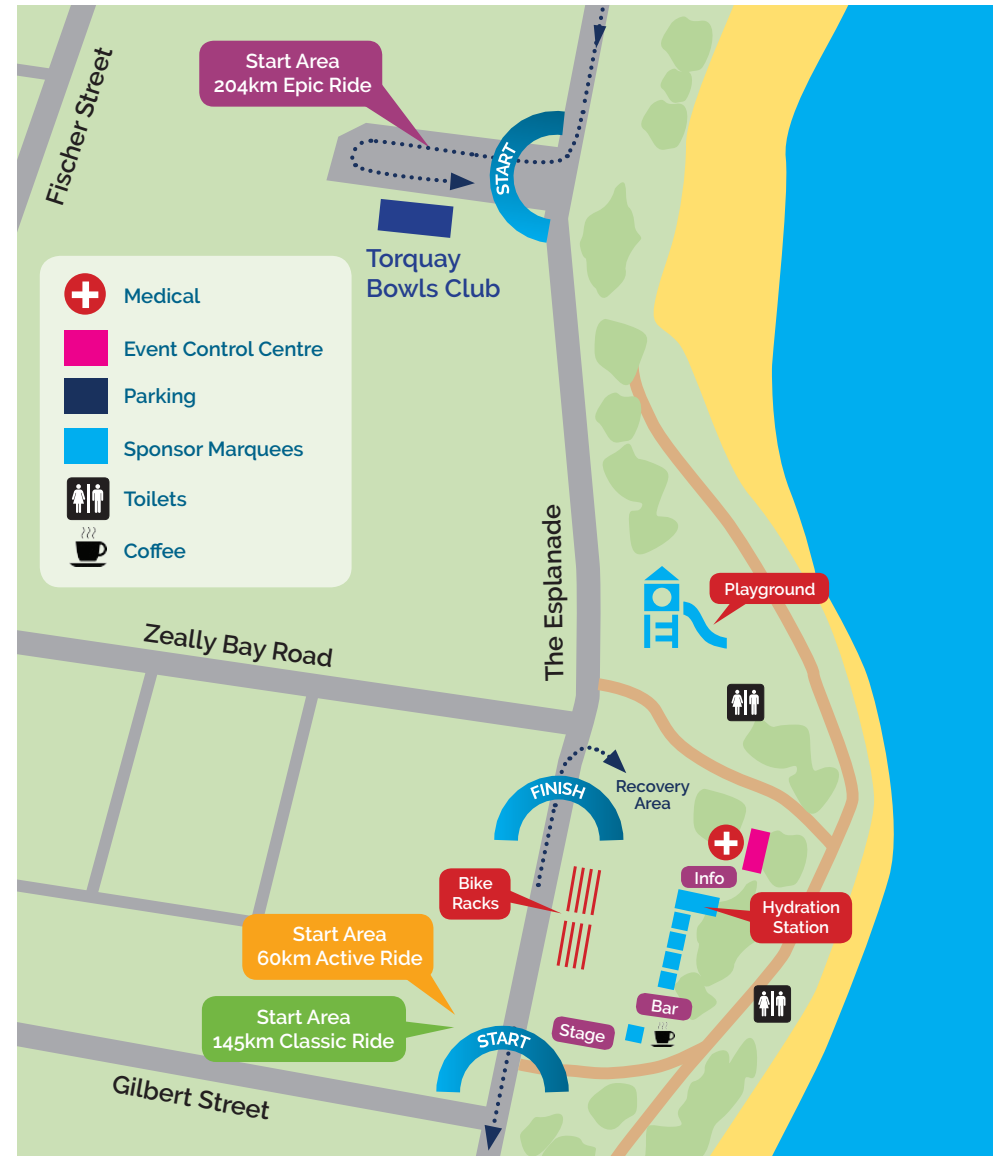 Start Area
204km Epic Ride
Fischer Street
START
Torquay
Bowls Club
Medical
Event Control Centre
Parking
Sponsor Marquees
Toilets
Coffee
The Esplanade
Playground
Zeally Bay Road
FINISH
Recovery
Area
Info
Bike
Racks
Hydration
Station
Start Area
60km Active Ride
Bar
Start Area
145km Classic Ride
Stage
START
Gilbert Street